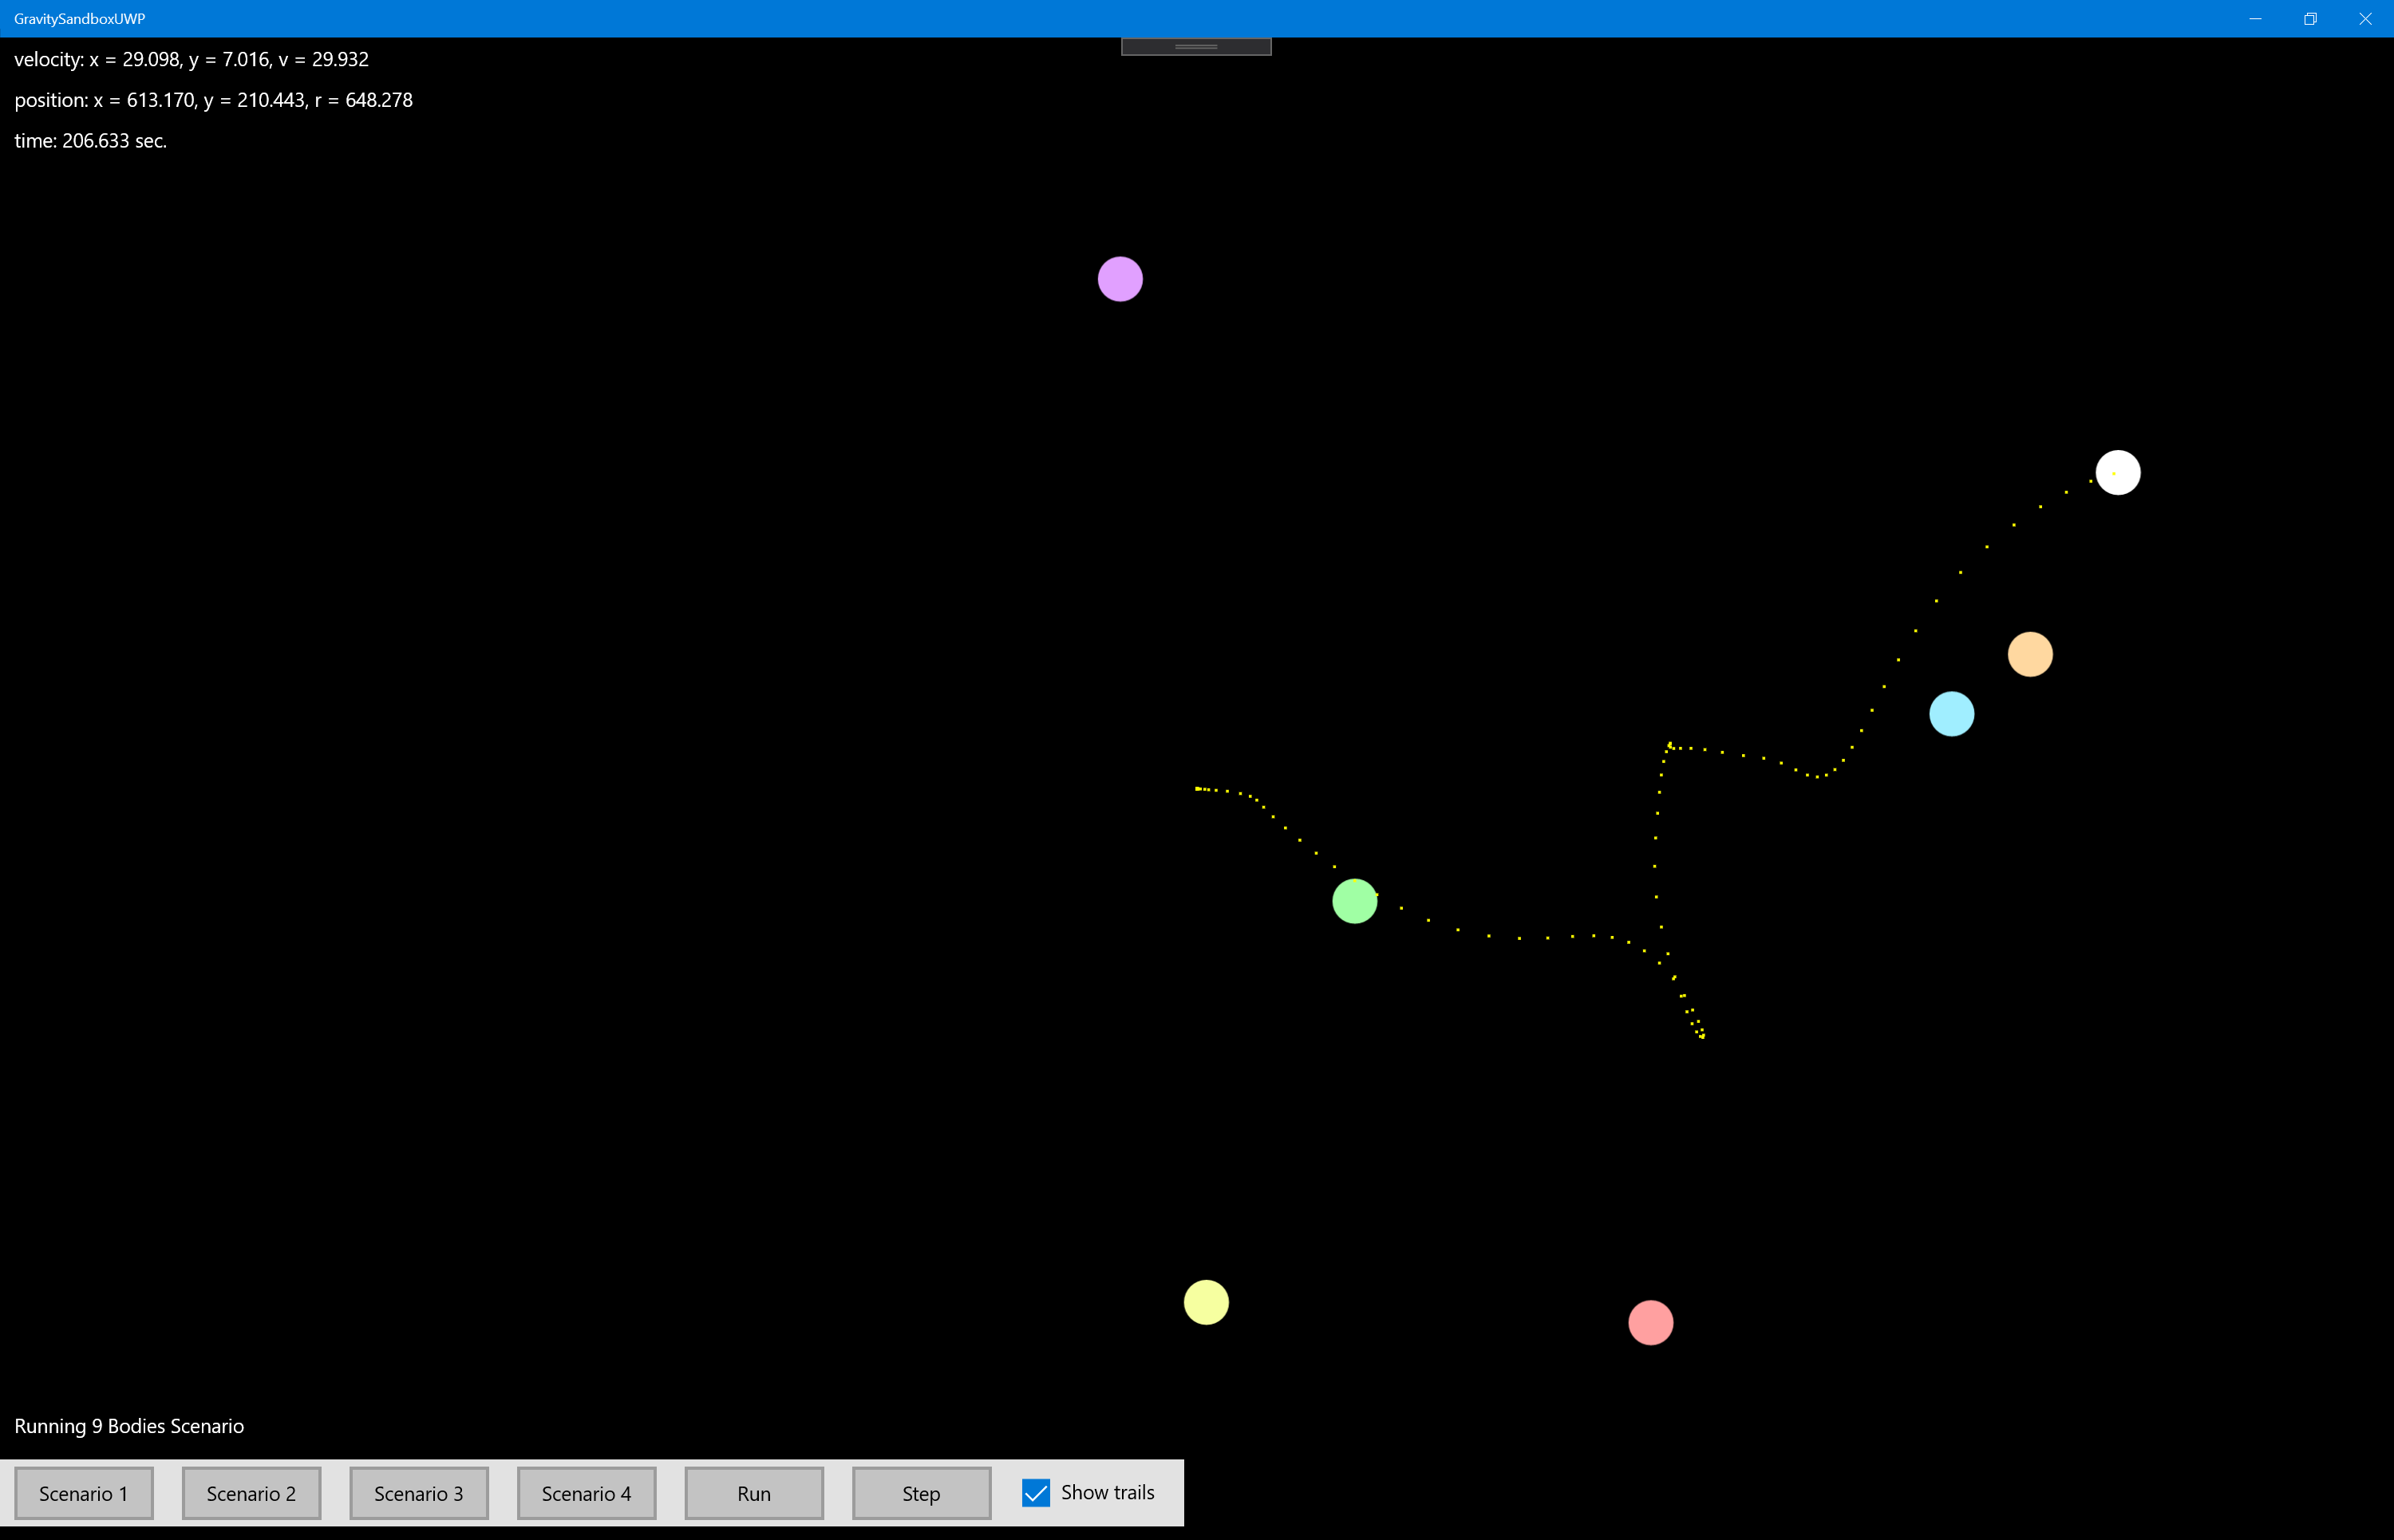 GravitySandboxUWP
velocity: x = 29.098, y = 7.016, v = 29.932
position: x = 613.170, y = 210.443, r = 648.278
time: 206.633 sec.
Running 9 Bodies Scenario
Scenario 1
Scenario 2
Scenario 3
Scenario 4
Run
Step
Show trails